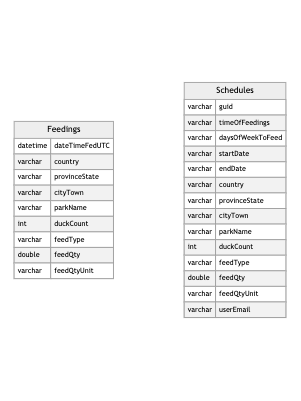 Feedings
datetime dateTimeFedUTC
varchar country
varchar provinceState
varchar cityTown
varchar parkName
int duckCount
varchar feedType
double feedQty
varchar feedQtyUnit
Schedules
varchar guid
varchar timeOfFeedings
varchar daysOfWeekToFeed
varchar startDate
varchar endDate
varchar country
varchar provinceState
varchar cityTown
varchar parkName
int duckCount
varchar feedType
double feedQty
varchar feedQtyUnit
varchar userEmail